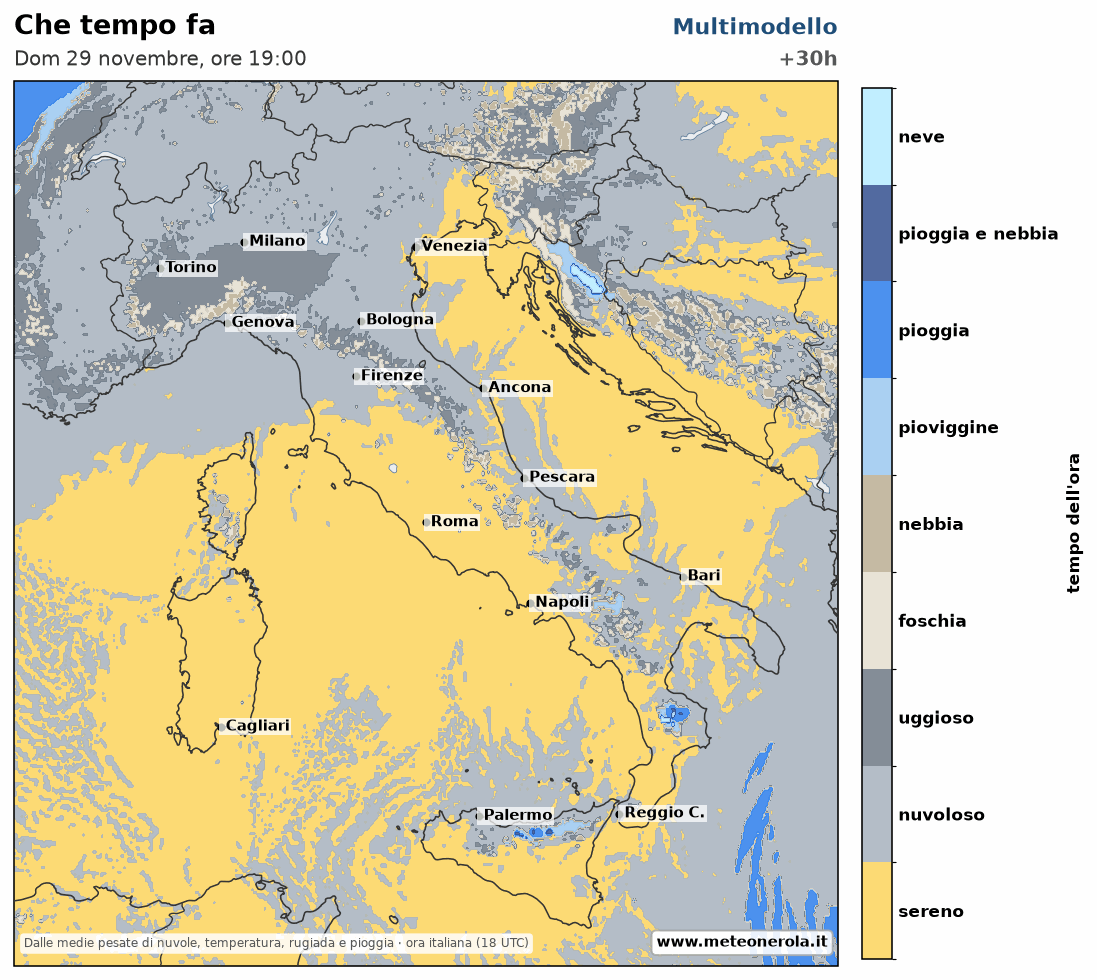 Che tempo fa
Multimodello
Dom 29 novembre, ore 19:00
+30h
neve
pioggia e nebbia
pioggia
pioviggine
nebbia
foschia
uggioso
nuvoloso
sereno
tempo dell'ora
Milano
Venezia
Torino
Genova
Bologna
Firenze
Ancona
Pescara
Roma
Bari
Napoli
Cagliari
Palermo
Reggio C.
Dalle medie pesate di nuvole, temperatura, rugiada e pioggia · ora italiana (18 UTC)
www.meteonerola.it